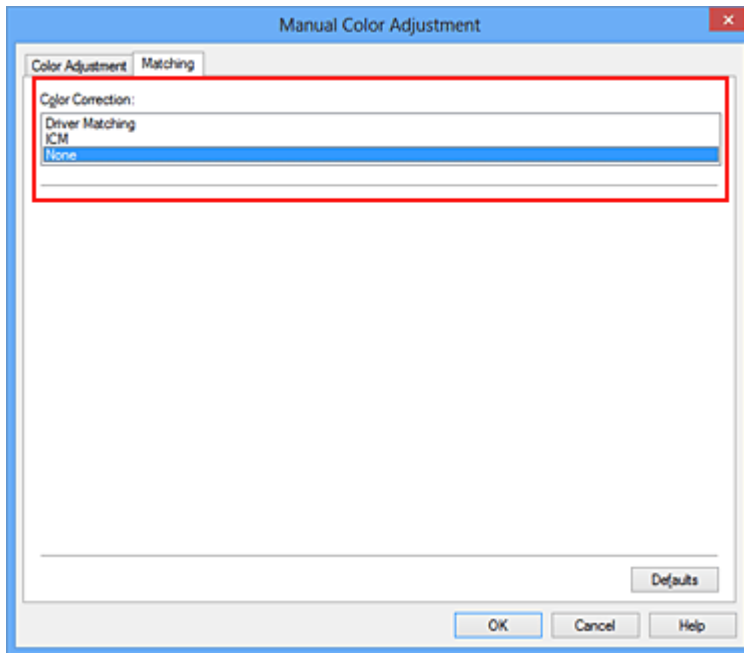 Manual Color Adjustment
Color Adjustment Matching
Color Correction:
Driver Matching
ICM
None
Defaults
OK Cancel Help